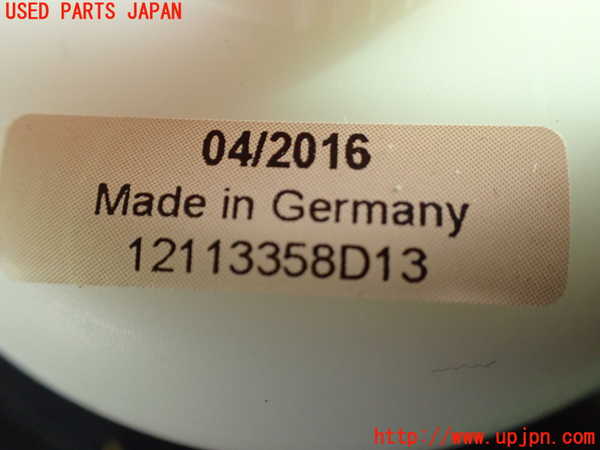 USED PARTS JAPAN
04/2016
Made in Germany
12113358D13
http://www.upjpn.com/